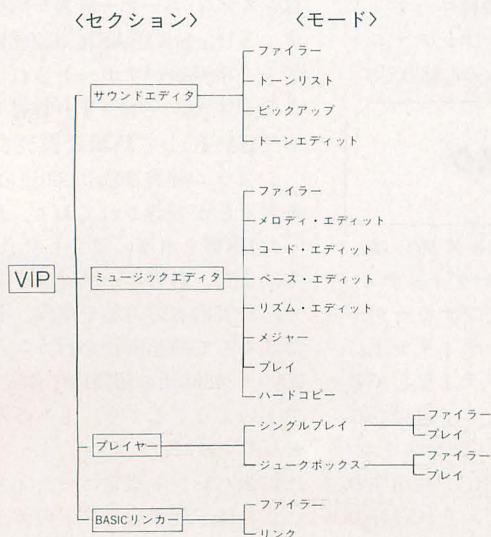 〈セクション〉 〈モード〉
VIP
サウンドエディタ
ファイラー
トーンリスト
ピックアップ
トーンエディット
ミュージックエディタ
ファイラー
メロディ・エディット
コード・エディット
ベース・エディット
リズム・エディット
メジャー
プレイ
ハードコピー
プレイヤー
シングルプレイ
ファイラー
プレイ
ジュークボックス
ファイラー
プレイ
BASICリンカー
ファイラー
リンク